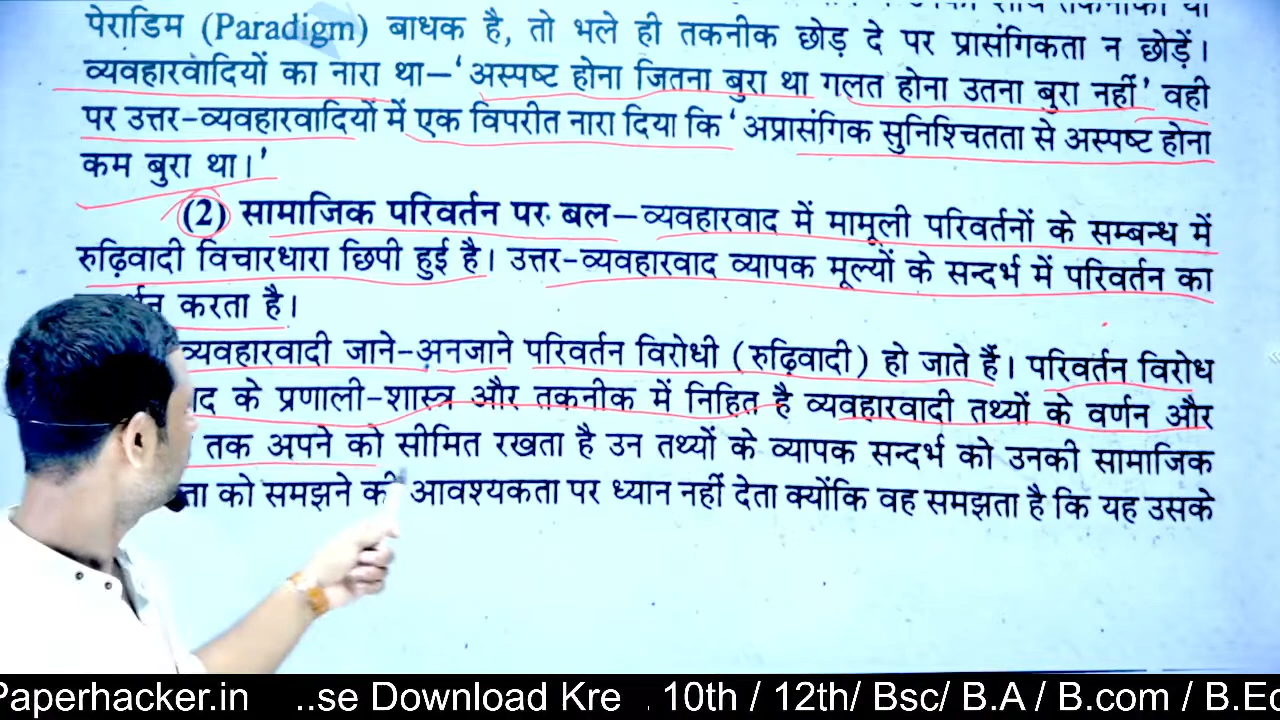 पेराडिम (Paradigm) बाधक है, तो भले ही तकनीक छोड़ दे पर प्रासंगिकता न छोड़ें।
व्यवहारवादियों का नारा था–‘अस्पष्ट होना जितना बुरा था गलत होना उतना बुरा नहीं’ वही
पर उत्तर-व्यवहारवादियों में एक विपरीत नारा दिया कि ‘अप्रासंगिक सुनिश्चितता से अस्पष्ट होना
कम बुरा था।’
(2) सामाजिक परिवर्तन पर बल–व्यवहारवाद में मामूली परिवर्तनों के सम्बन्ध में
रुढ़िवादी विचारधारा छिपी हुई है। उत्तर-व्यवहारवाद व्यापक मूल्यों के सन्दर्भ में परिवर्तन का
करता है।
व्यवहारवादी जाने-अनजाने परिवर्तन विरोधी (रुढ़िवादी) हो जाते हैं। परिवर्तन विरोध
के प्रणाली-शास्त्र और तकनीक में निहित है व्यवहारवादी तथ्यों के वर्णन और
तक अपने को सीमित रखता है उन तथ्यों के व्यापक सन्दर्भ को उनकी सामाजिक
को समझने की आवश्यकता पर ध्यान नहीं देता क्योंकि वह समझता है कि यह उसके
Paperhacker.in ..se Download Kre . 10th / 12th/ Bsc/ B.A / B.com / B.Ed